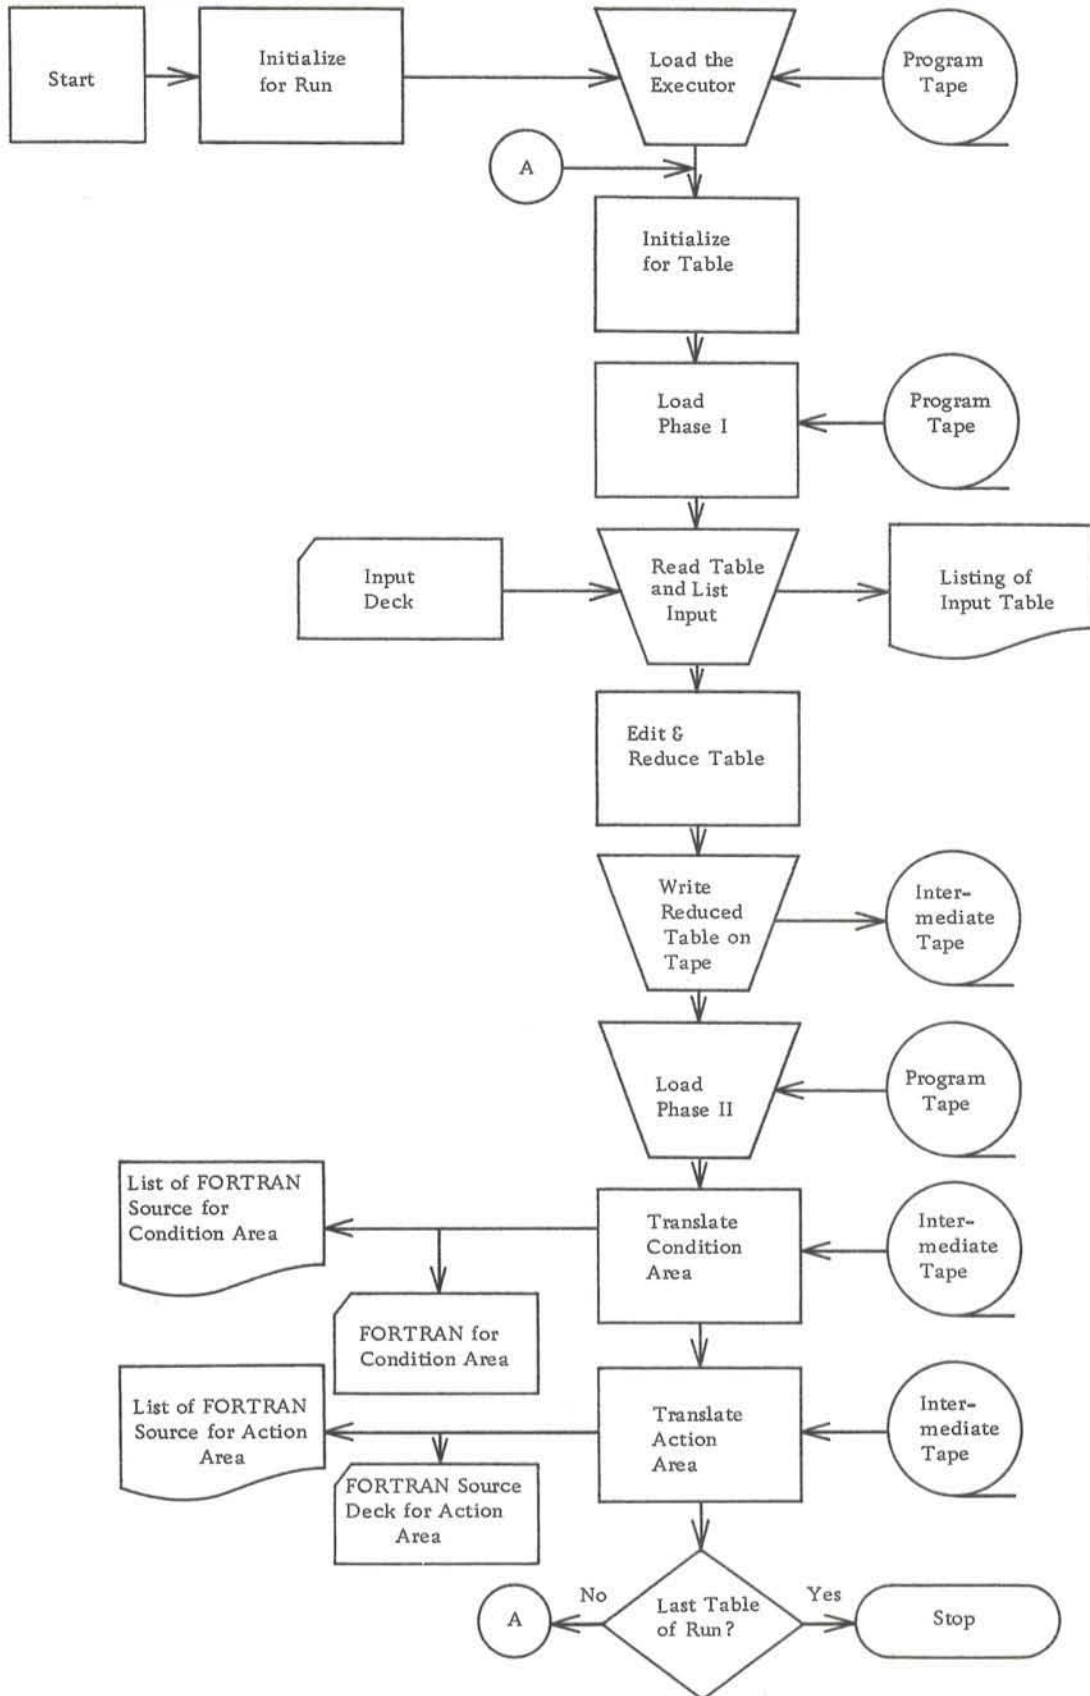 Start
Initialize
for Run
Load the
Executor
Program
Tape
A
Initialize
for Table
Load
Phase I
Program
Tape
Input
Deck
Read Table
and List
Input
Listing of
Input Table
Edit &
Reduce Table
Write
Reduced
Table on
Tape
Inter-
mediate
Tape
Load
Phase II
Program
Tape
List of FORTRAN
Source for
Condition Area
Translate
Condition
Area
Inter-
mediate
Tape
FORTRAN for
Condition Area
List of FORTRAN
Source for Action
Area
Translate
Action
Area
Inter-
mediate
Tape
FORTRAN Source
Deck for Action
Area
A
No
Last Table
of Run?
Yes
Stop